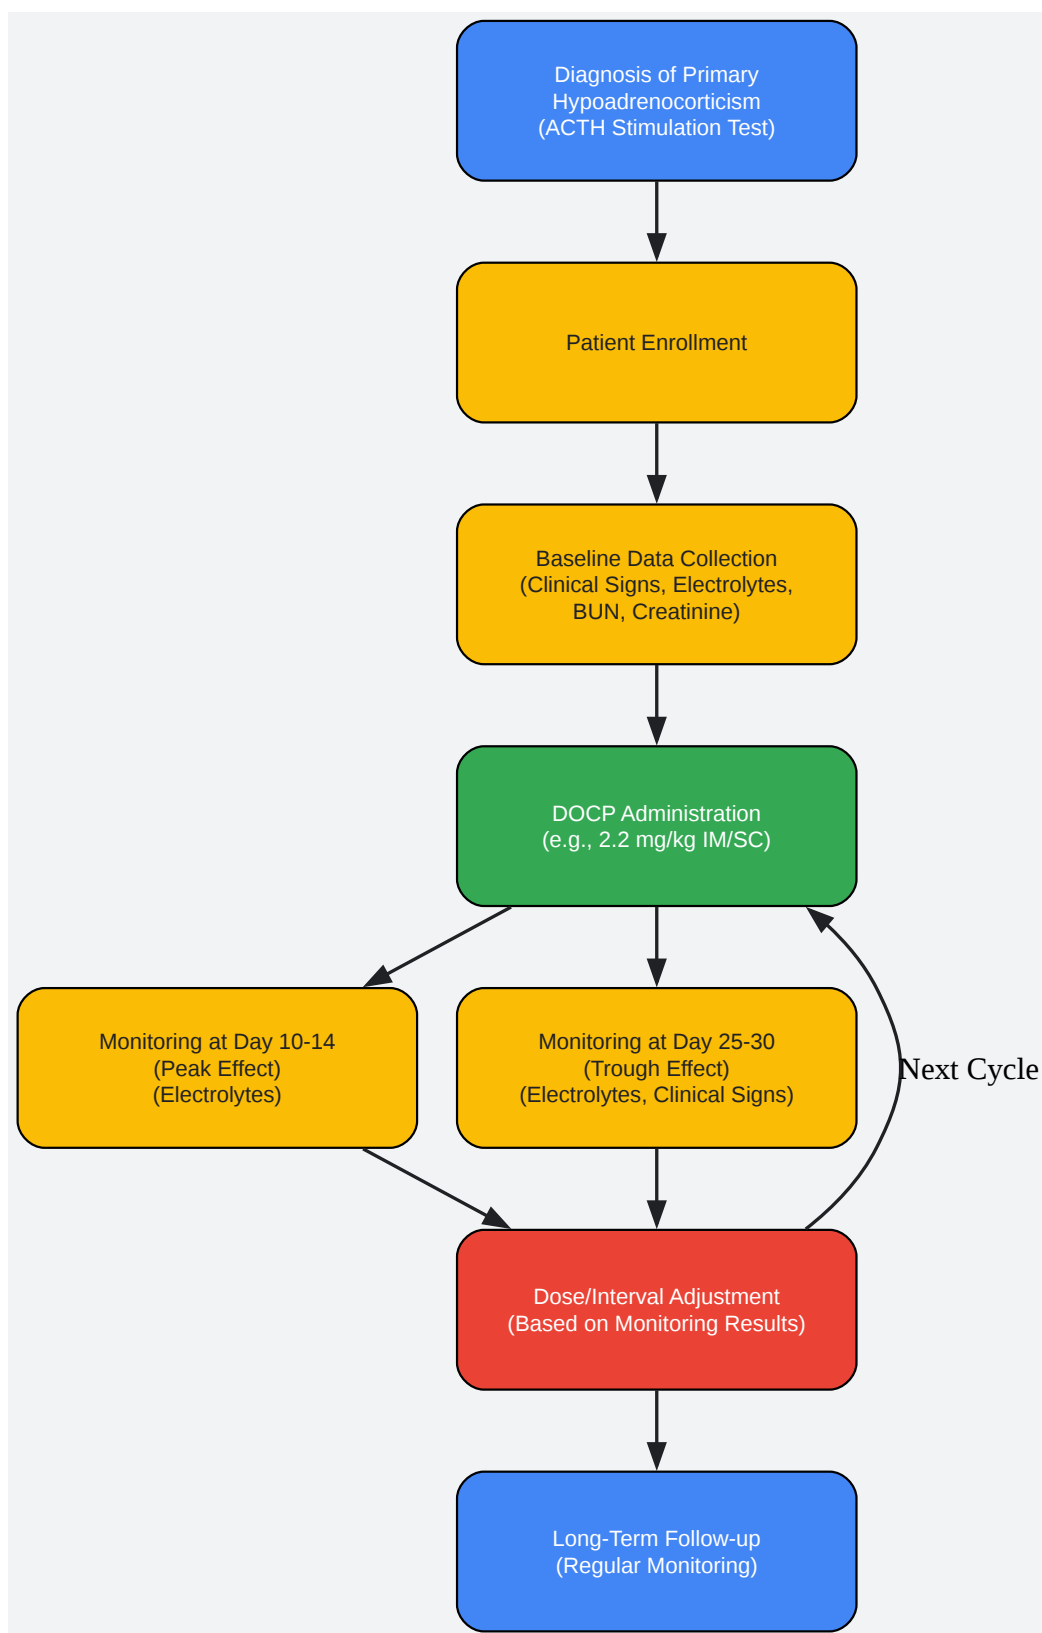 Diagnosis of Primary
Hypoadrenocorticism
(ACTH Stimulation Test)
Patient Enrollment
Baseline Data Collection
(Clinical Signs, Electrolytes,
BUN, Creatinine)
DOCP Administration
(e.g., 2.2 mg/kg IM/SC)
Monitoring at Day 10-14
(Peak Effect)
(Electrolytes)
Monitoring at Day 25-30
(Trough Effect)
(Electrolytes, Clinical Signs)
Next Cycle
Dose/Interval Adjustment
(Based on Monitoring Results)
Long-Term Follow-up
(Regular Monitoring)